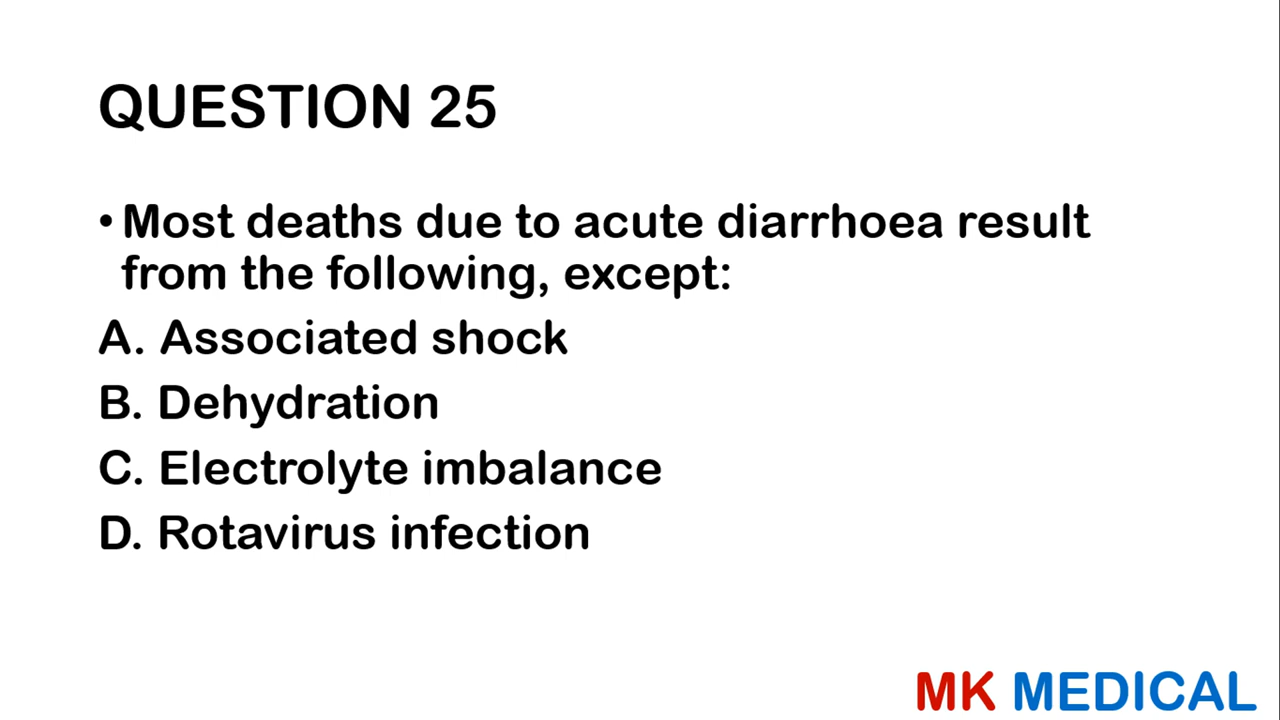 QUESTION 25
• Most deaths due to acute diarrhoea result
from the following, except:
A. Associated shock
B. Dehydration
C. Electrolyte imbalance
D. Rotavirus infection
MK MEDICAL